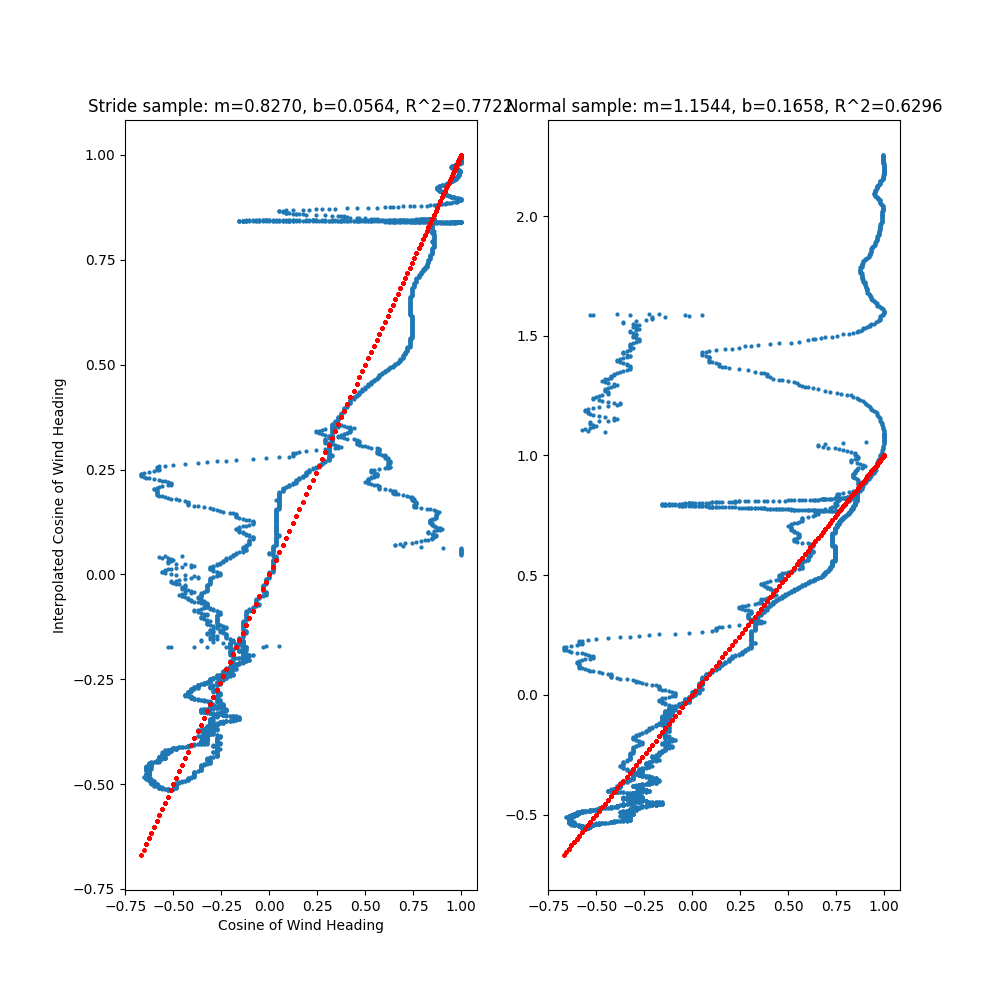 Stride sample: m=0.8270, b=0.0564, R^2=0.7722
Normal sample: m=1.1544, b=0.1658, R^2=0.6296
Interpolated Cosine of Wind Heading
1.00
0.75
0.50
0.25
0.00
−0.25
−0.50
−0.75
−0.75 −0.50 −0.25 0.00 0.25 0.50 0.75 1.00
Cosine of Wind Heading
2.0
1.5
1.0
0.5
0.0
−0.5
−0.75 −0.50 −0.25 0.00 0.25 0.50 0.75 1.00